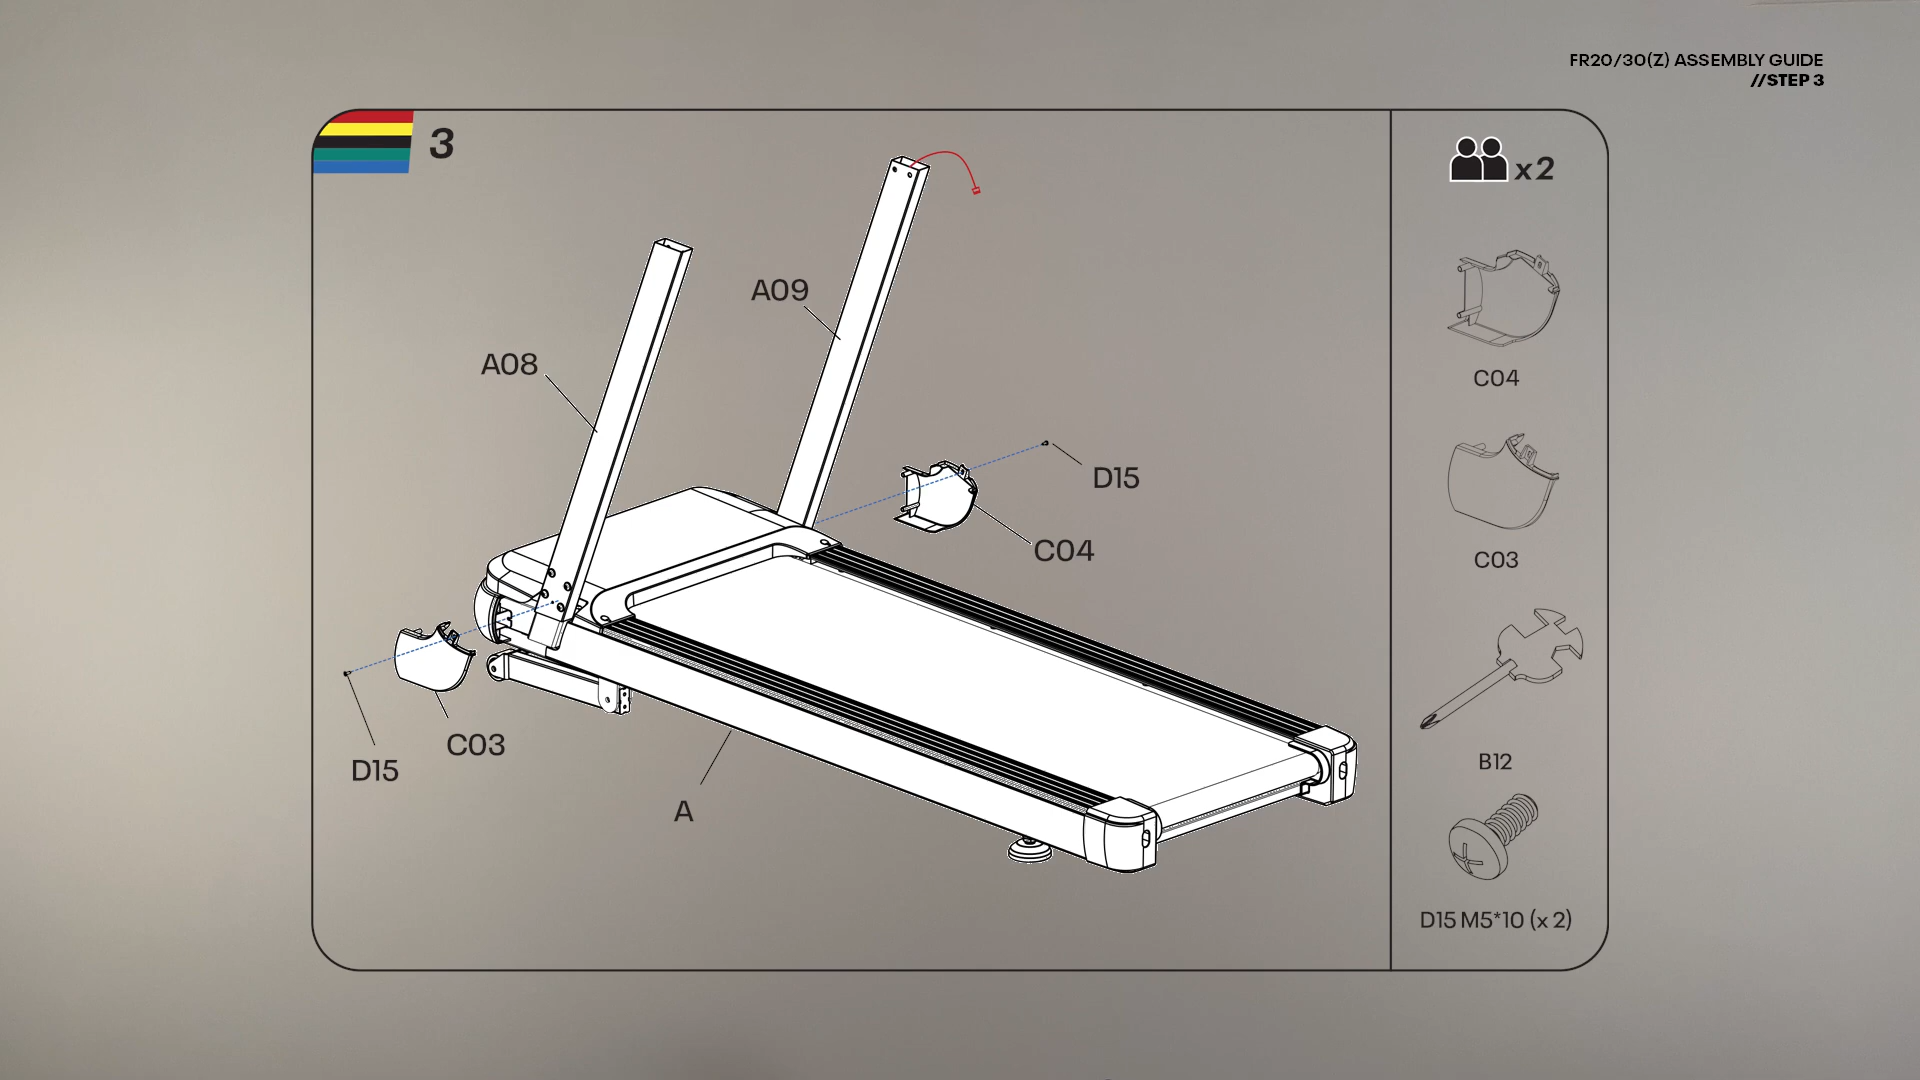 FR20/30(Z) ASSEMBLY GUIDE
//STEP 3
3
x2
A09
A08
D15
C04
C03
D15
A
C04
C03
B12
D15 M5*10 (x 2)